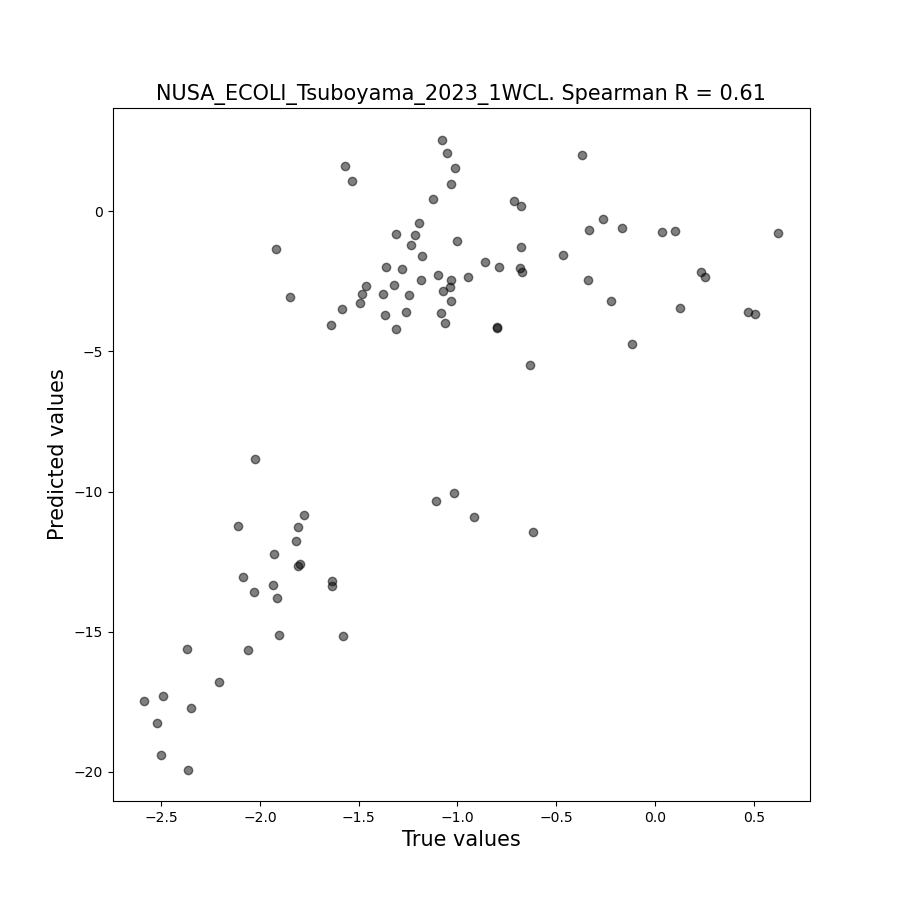 NUSA_ECOLI_Tsuboyama_2023_1WCL. Spearman R = 0.61
Predicted values
0
−5
−10
−15
−20
−2.5 −2.0 −1.5 −1.0 −0.5 0.0 0.5
True values